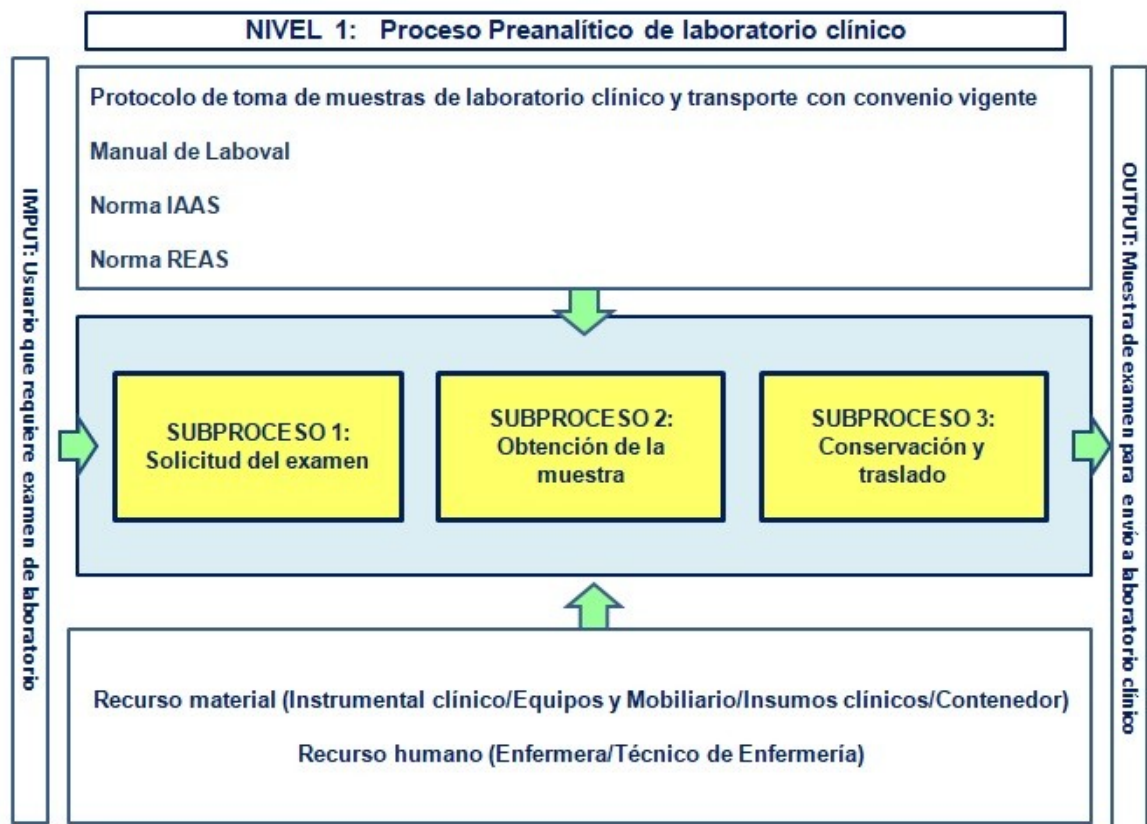 NIVEL 1: Proceso Preanalítico de laboratorio clínico
IMPUT: Usuario que requiere examen de laboratorio
Protocolo de toma de muestras de laboratorio clínico y transporte con convenio vigente
Manual de Laboval
Norma IAAS
Norma REAS
SUBPROCESO 1:
Solicitud del examen
SUBPROCESO 2:
Obtención de la
muestra
SUBPROCESO 3:
Conservación y
traslado
Recurso material (Instrumental clínico/Equipos y Mobiliario/Insumos clínicos/Contenedor)
Recurso humano (Enfermera/Técnico de Enfermería)
OUTPUT: Muestra de examen para envío a laboratorio clínico